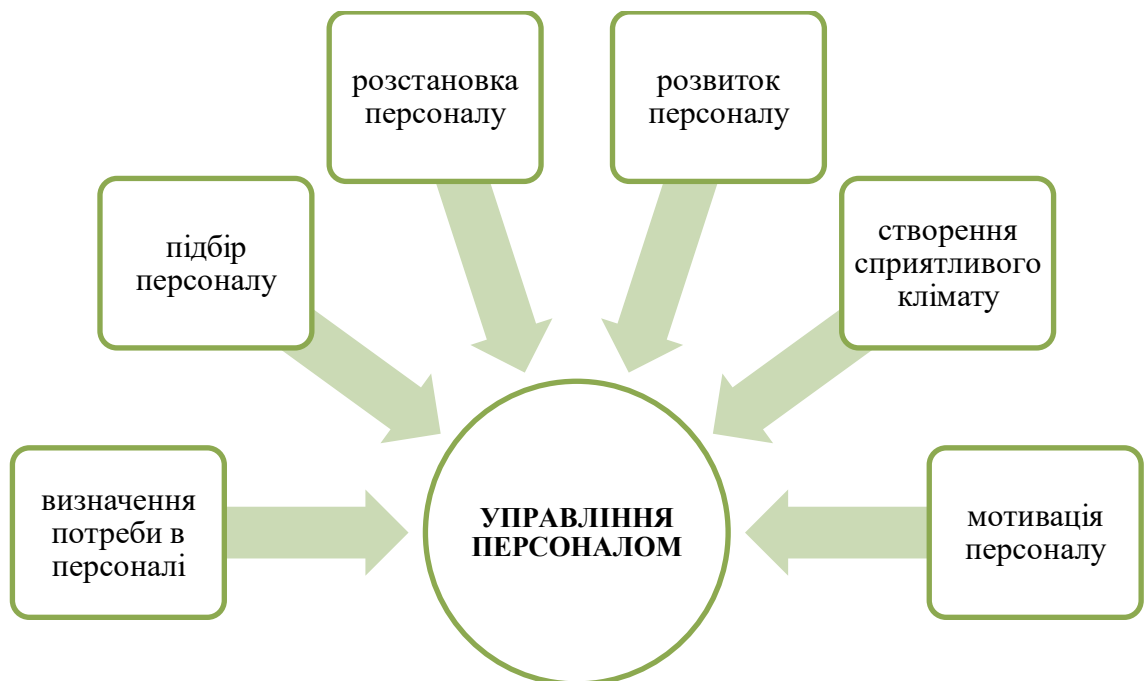 розстановка
персоналу
розвиток
персоналу
підбір
персоналу
створення
сприятливого
клімату
визначення
потреби в
персоналі
УПРАВЛІННЯ
ПЕРСОНАЛОМ
мотивація
персоналу